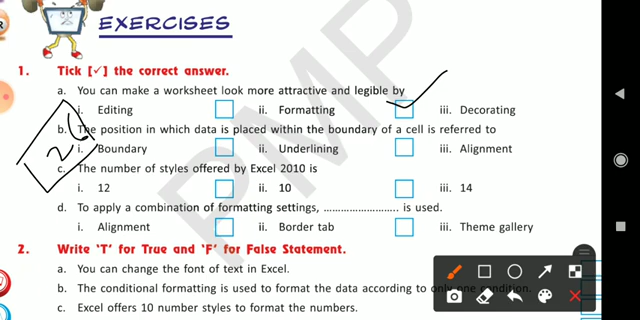 EXERCISES
1. Tick [✓] the correct answer.
a. You can make a worksheet look more attractive and legible by
i. Editing ii. Formatting iii. Decorating
b. The position in which data is placed within the boundary of a cell is referred to
i. Boundary ii. Underlining iii. Alignment
c. The number of styles offered by Excel 2010 is
i. 12 ii. 10 iii. 14
d. To apply a combination of formatting settings, ........................ is used.
i. Alignment ii. Border tab iii. Theme gallery
2. Write 'T' for True and 'F' for False Statement.
a. You can change the font of text in Excel.
b. The conditional formatting is used to format the data according to only one condition.
c. Excel offers 10 number styles to format the numbers.
26
PMP